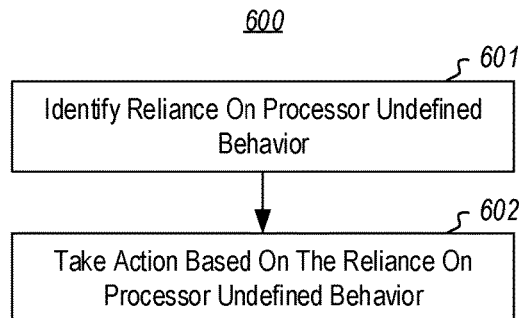 600
601
Identify Reliance On Processor Undefined
Behavior
602
Take Action Based On The Reliance On
Processor Undefined Behavior